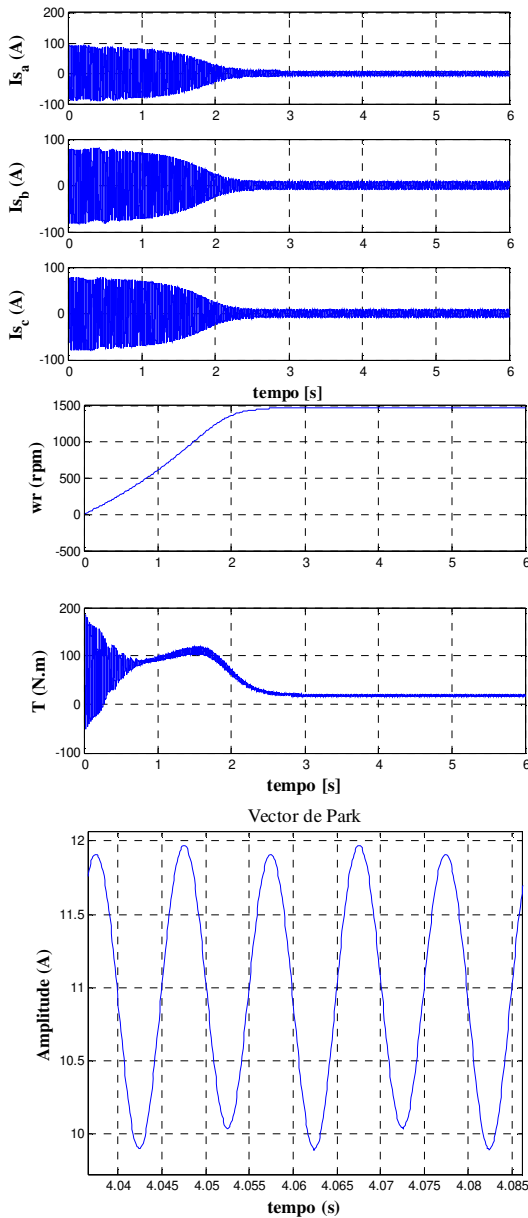 200
100
0
-100
Is_a (A)
0 1 2 3 4 5 6
100
0
-100
Is_b (A)
0 1 2 3 4 5 6
100
0
-100
Is_c (A)
0 1 2 3 4 5 6
tempo [s]
1500
1000
500
0
-500
wr (rpm)
0 1 2 3 4 5 6
200
100
0
-100
T (N.m)
0 1 2 3 4 5 6
tempo [s]
Vector de Park
12
11.5
11
10.5
10
Amplitude (A)
4.04 4.045 4.05 4.055 4.06 4.065 4.07 4.075 4.08 4.085
tempo (s)